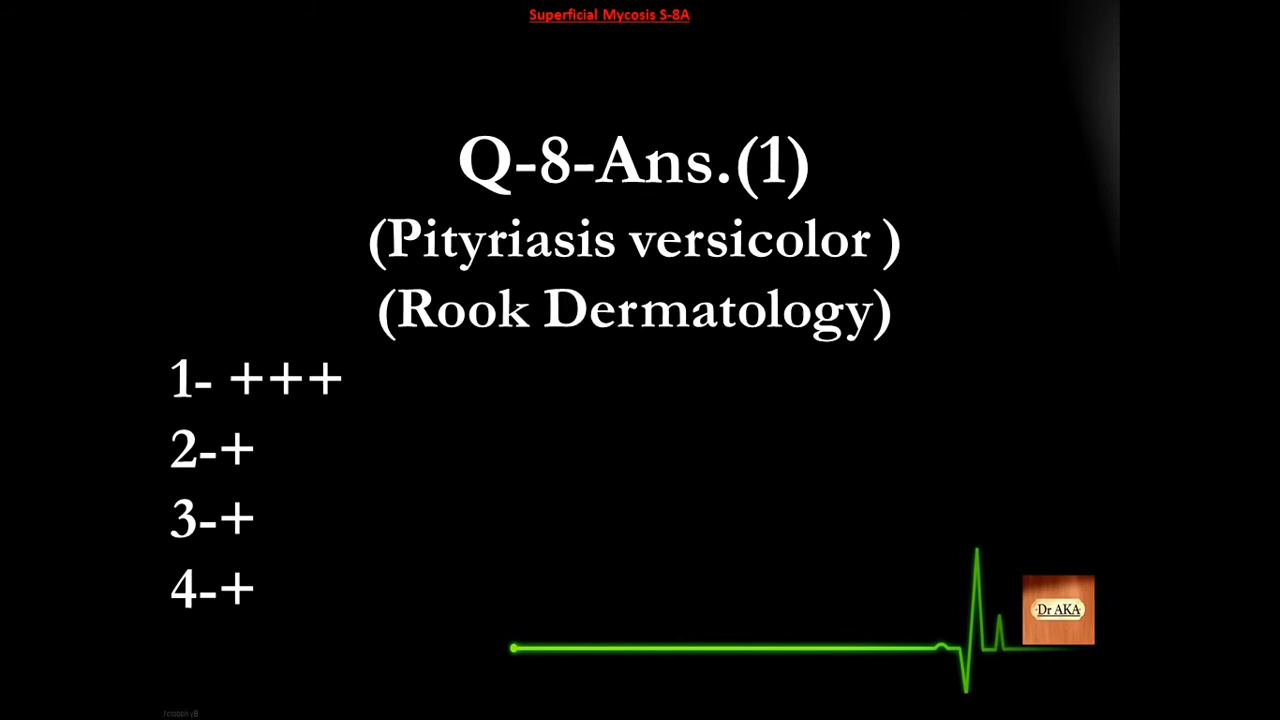 Superficial Mycosis S-8A
Q-8-Ans.(1)
(Pityriasis versicolor )
(Rook Dermatology)
1- +++
2-+
3-+
4-+
Dr AKA